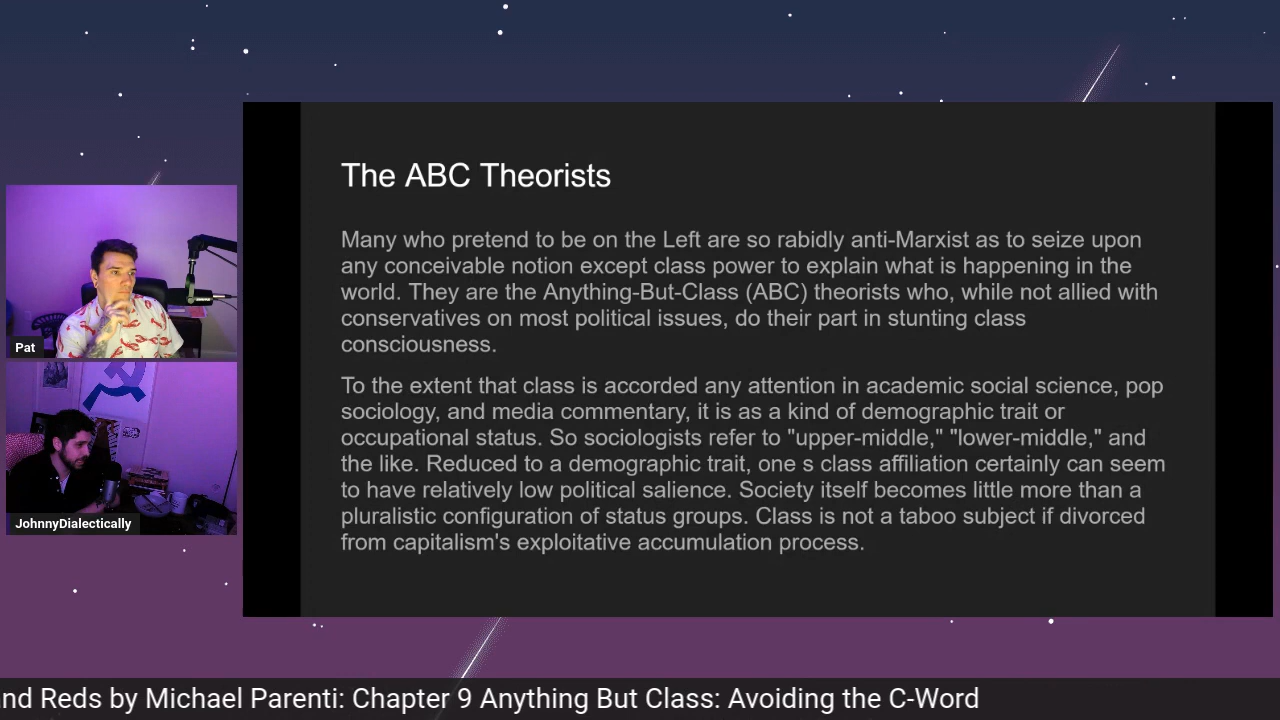 The ABC Theorists
Many who pretend to be on the Left are so rabidly anti-Marxist as to seize upon
any conceivable notion except class power to explain what is happening in the
world. They are the Anything-But-Class (ABC) theorists who, while not allied with
conservatives on most political issues, do their part in stunting class
consciousness.
To the extent that class is accorded any attention in academic social science, pop
sociology, and media commentary, it is as a kind of demographic trait or
occupational status. So sociologists refer to "upper-middle," "lower-middle," and
the like. Reduced to a demographic trait, one s class affiliation certainly can seem
to have relatively low political salience. Society itself becomes little more than a
pluralistic configuration of status groups. Class is not a taboo subject if divorced
from capitalism's exploitative accumulation process.
Pat
JohnnyDialectically
nd Reds by Michael Parenti: Chapter 9 Anything But Class: Avoiding the C-Word